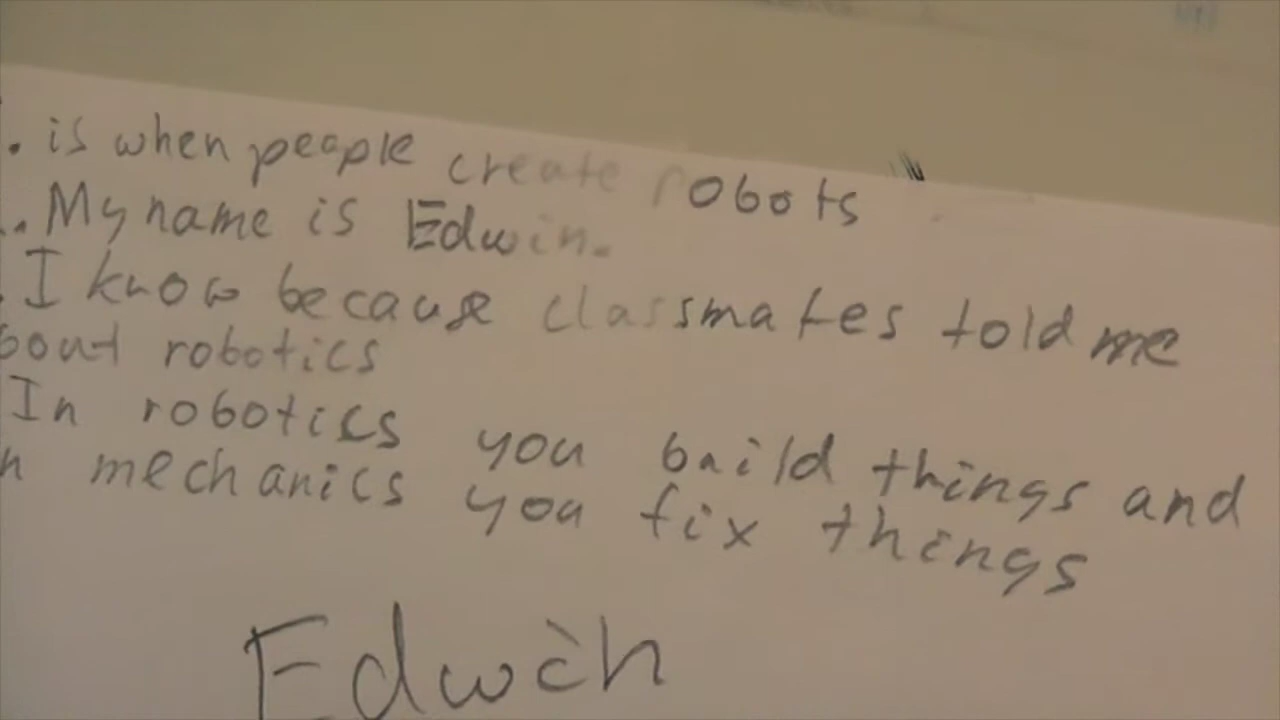 . is when people create robots
. My name is Edwin.
. I know because classmates told me
bout robotics
In robotics you build things and
n mechanics you fix things
Edwin